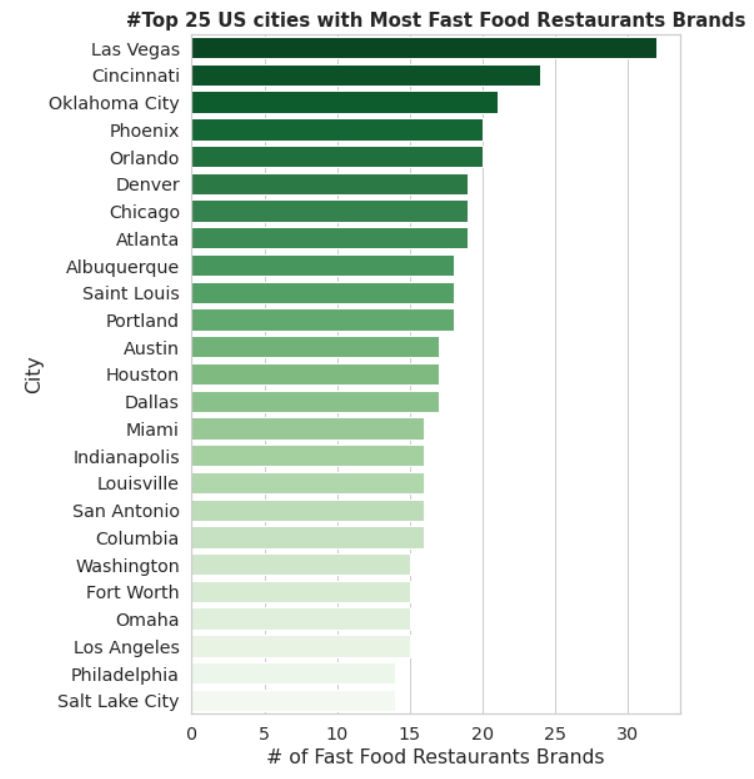 #Top 25 US cities with Most Fast Food Restaurants Brands
Las Vegas
Cincinnati
Oklahoma City
Phoenix
Orlando
Denver
Chicago
Atlanta
Albuquerque
Saint Louis
Portland
Austin
Houston
Dallas
Miami
Indianapolis
Louisville
San Antonio
Columbia
Washington
Fort Worth
Omaha
Los Angeles
Philadelphia
Salt Lake City
City
0 5 10 15 20 25 30
# of Fast Food Restaurants Brands